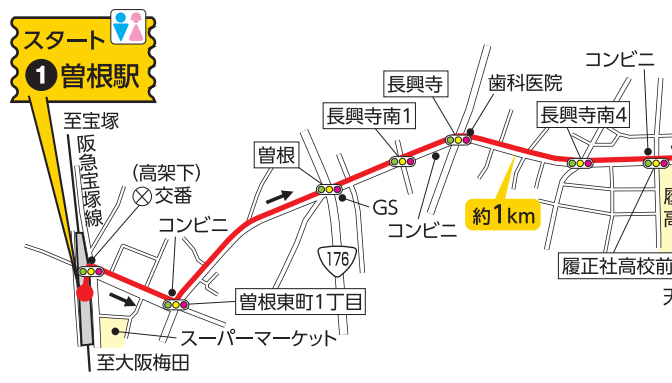 スタート
1 曽根駅
至宝塚
阪急宝塚線
(高架下)
交番
コンビニ
曽根
長興寺南1
長興寺
歯科医院
コンビニ
長興寺南4
GS
コンビニ
約1km
176
曽根東町1丁目
履正社高校前
スーパーマーケット
至大阪梅田